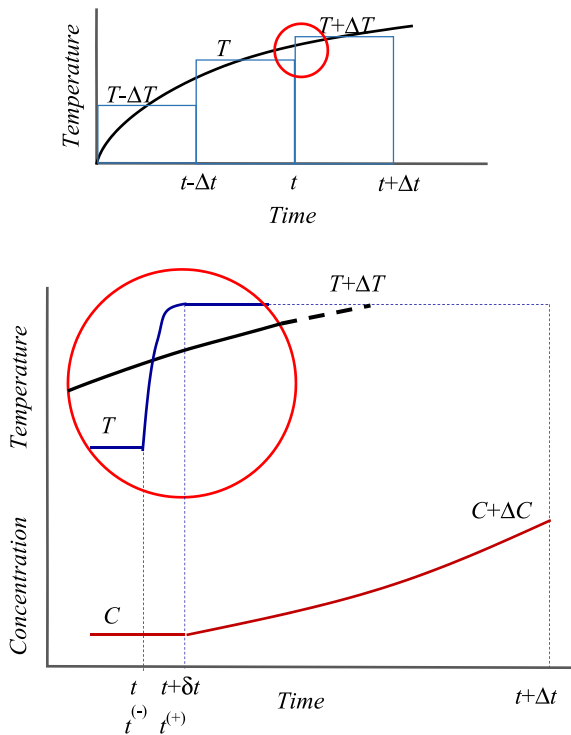 Temperature
T-ΔT
T
T+ΔT
t-Δt
t
t+Δt
Time
Temperature
T+ΔT
T
Concentration
C+ΔC
C
t
t+δt
Time
t+Δt
t(-)
t(+)